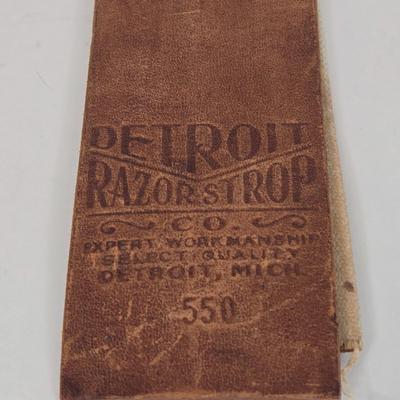 DETROIT
RAZOR STROP
CO.
EXPERT WORKMANSHIP
SELECT QUALITY
DETROIT, MICH.
550